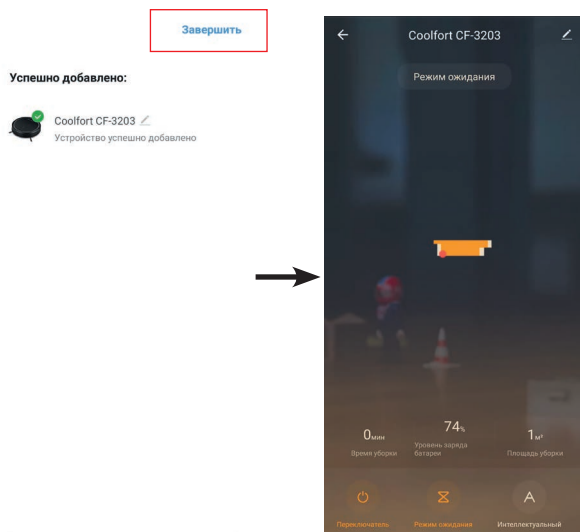 Завершить
Успешно добавлено:
Coolfort CF-3203
Устройство успешно добавлено
Coolfort CF-3203
Режим ожидания
0мин
Время уборки
74%
Уровень заряда
батареи
1м²
Площадь уборки
Переключатель
Режим ожидания
Интеллектуальный